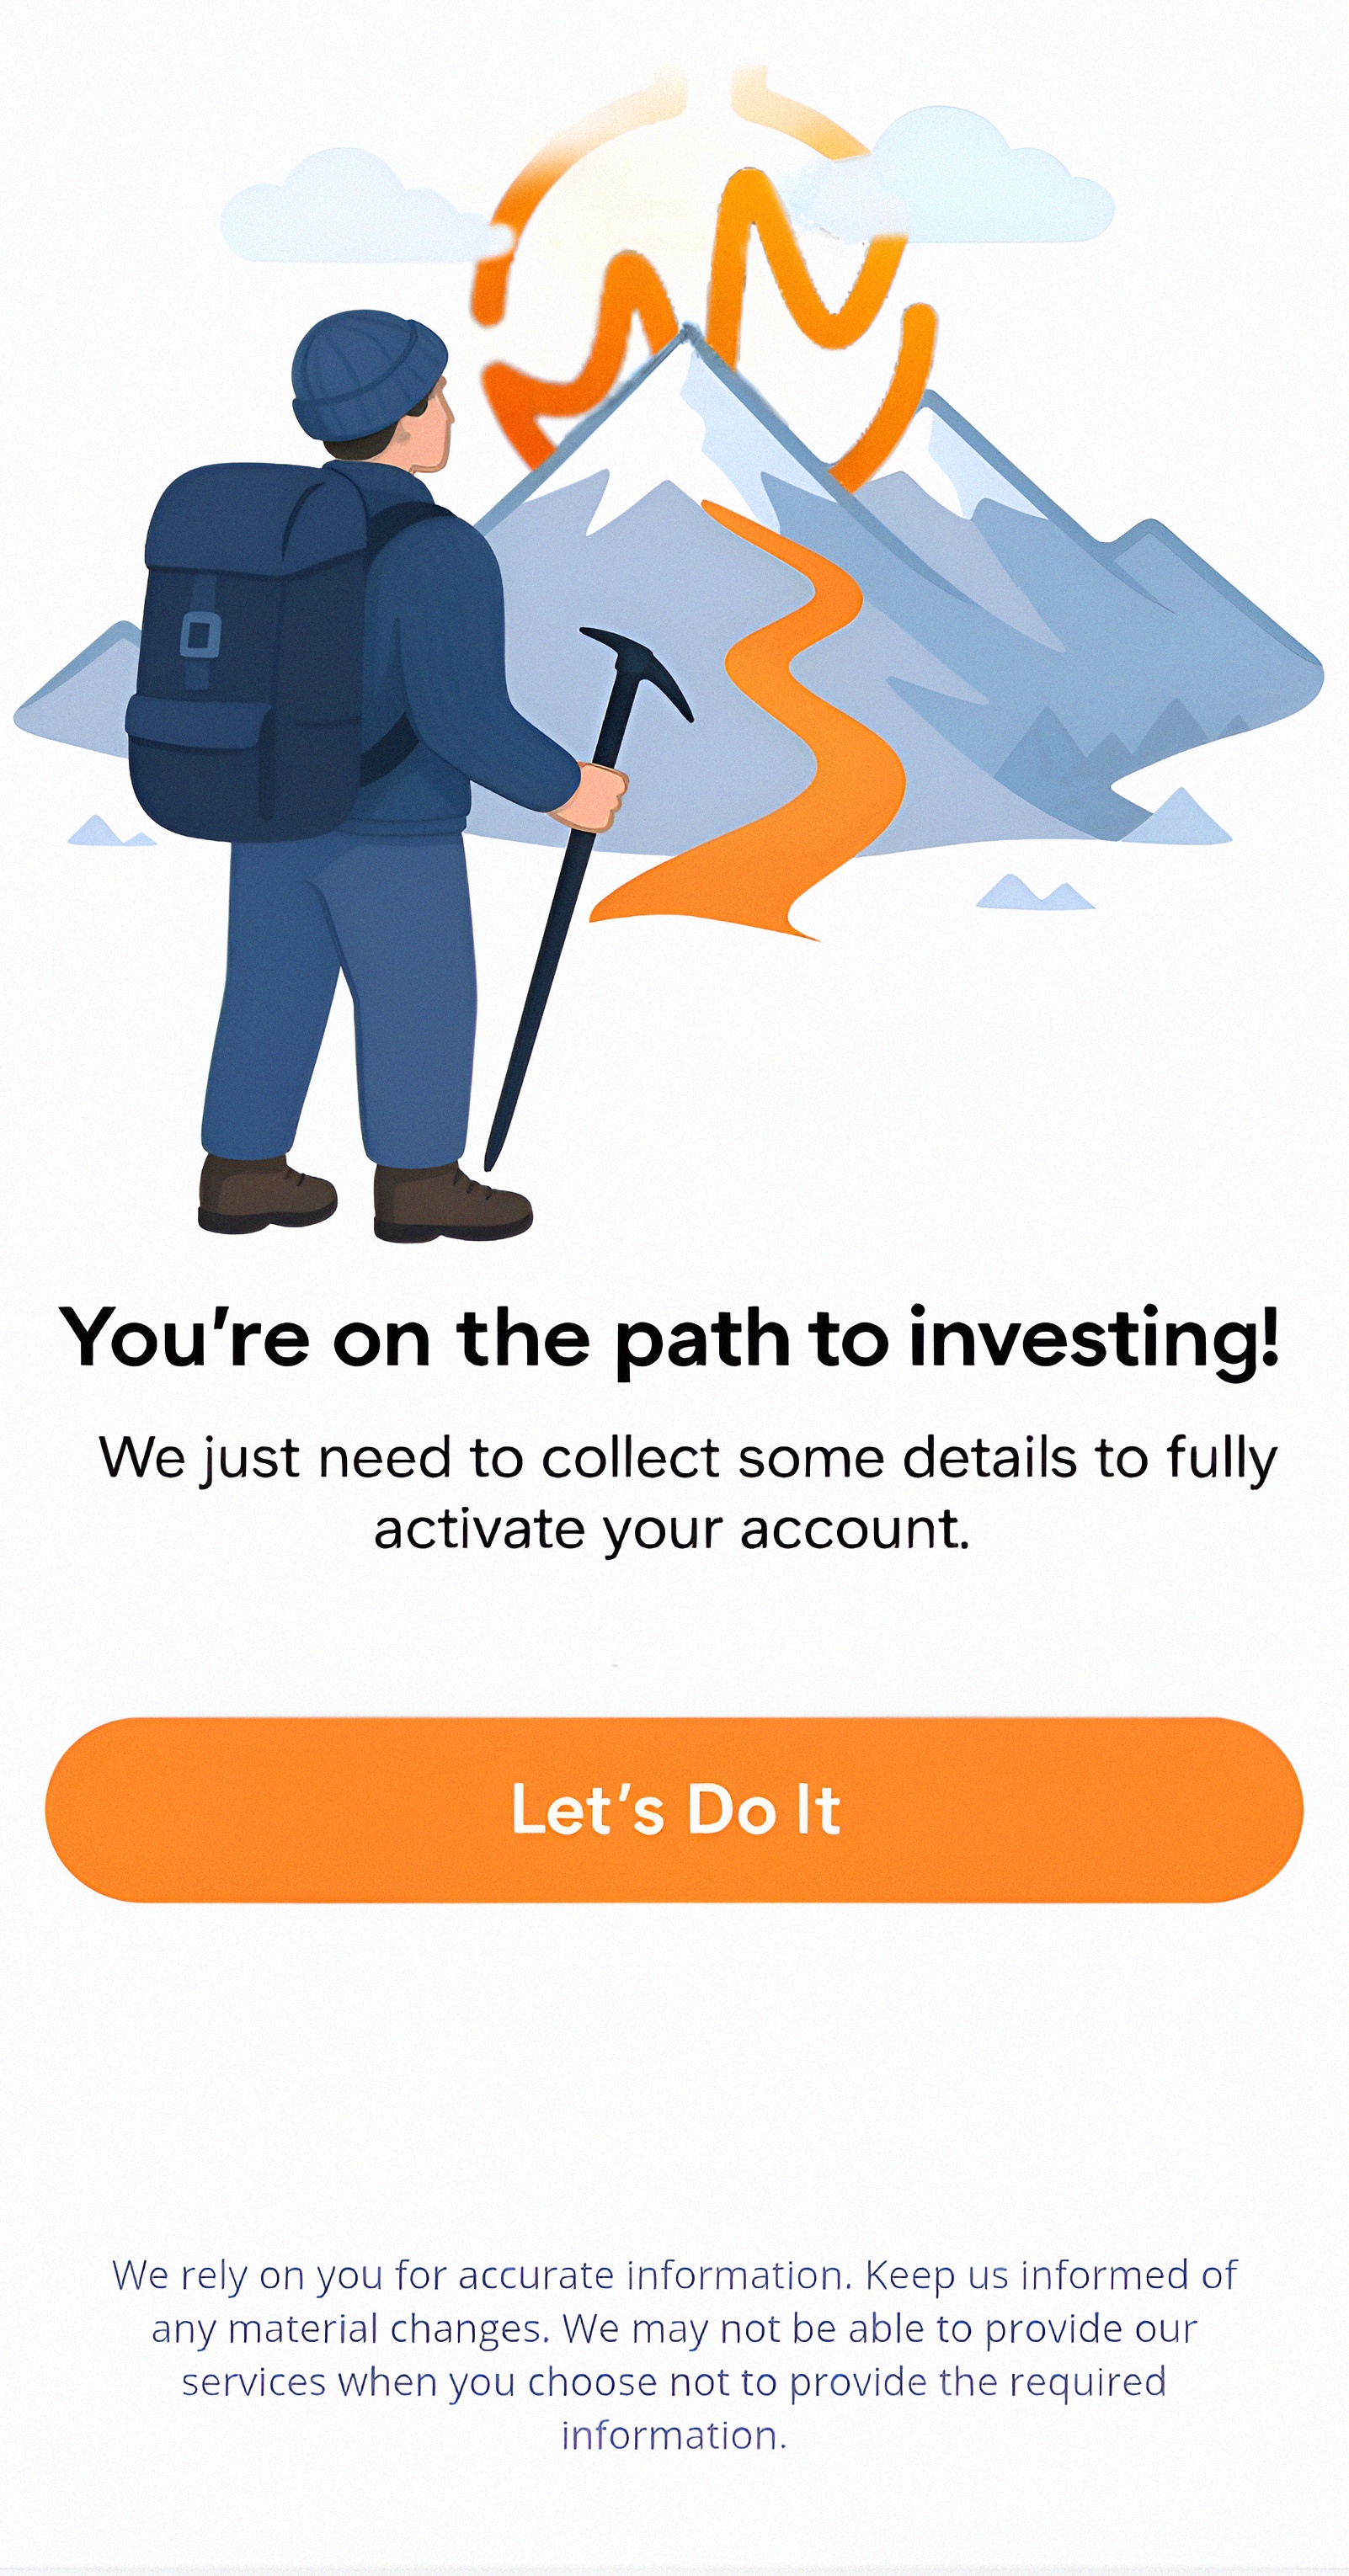 You’re on the path to investing!
We just need to collect some details to fully
activate your account.
Let’s Do It
We rely on you for accurate information. Keep us informed of
any material changes. We may not be able to provide our
services when you choose not to provide the required
information.